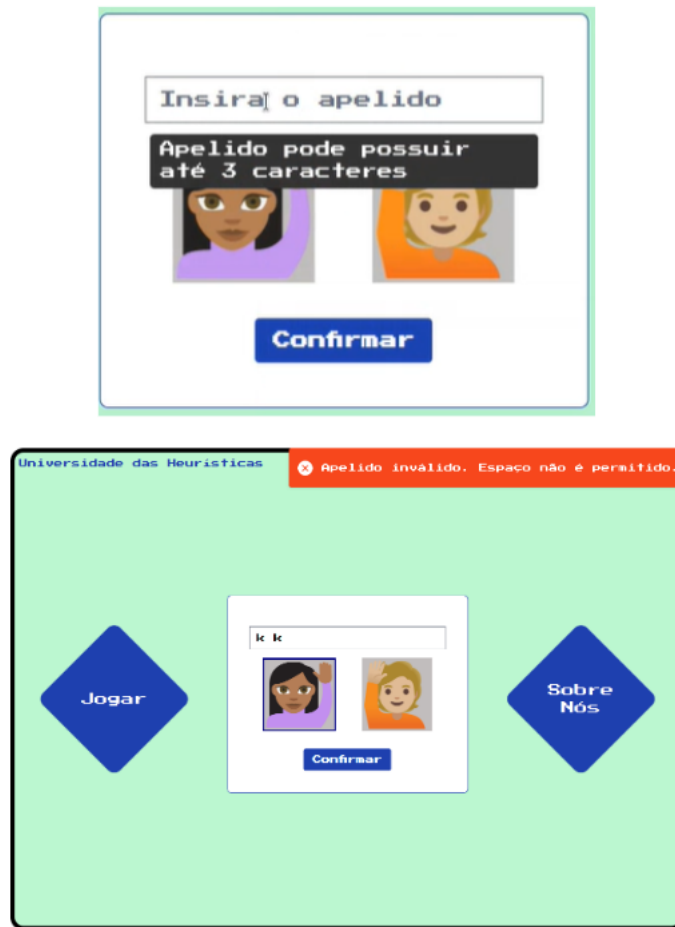 Insira o apelido
Apelido pode possuir
até 3 caracteres
Confirmar
Universidade das Heurísticas
Apelido inválido. Espaço não é permitido.
k k
Jogar
Sobre
Nós
Confirmar